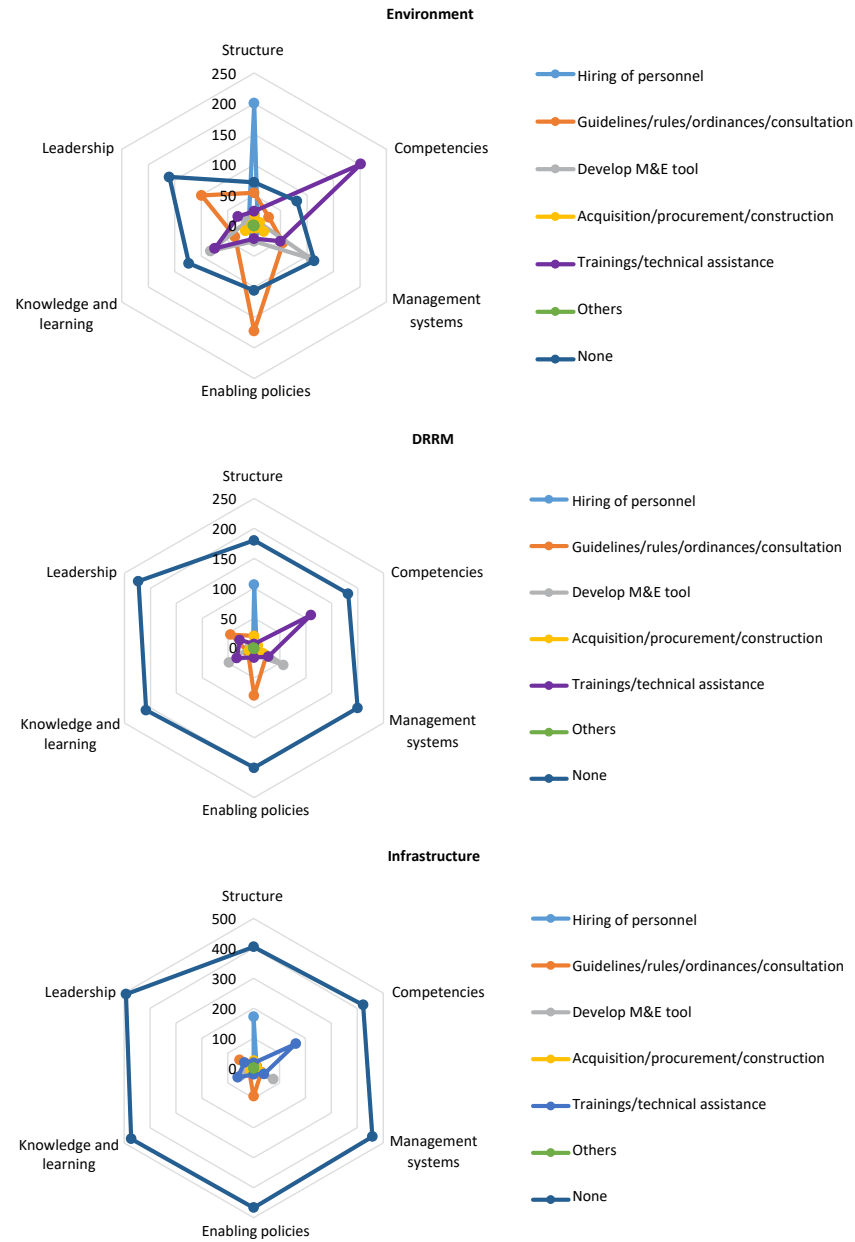 Environment
Structure
250
200
150
100
50
0
Leadership
Competencies
Knowledge and
learning
Management
systems
Enabling policies
Hiring of personnel
Guidelines/rules/ordinances/consultation
Develop M&E tool
Acquisition/procurement/construction
Trainings/technical assistance
Others
None
DRRM
Structure
250
200
150
100
50
0
Leadership
Competencies
Knowledge and
learning
Management
systems
Enabling policies
Hiring of personnel
Guidelines/rules/ordinances/consultation
Develop M&E tool
Acquisition/procurement/construction
Trainings/technical assistance
Others
None
Infrastructure
Structure
500
400
300
200
100
0
Leadership
Competencies
Knowledge and
learning
Management
systems
Enabling policies
Hiring of personnel
Guidelines/rules/ordinances/consultation
Develop M&E tool
Acquisition/procurement/construction
Trainings/technical assistance
Others
None